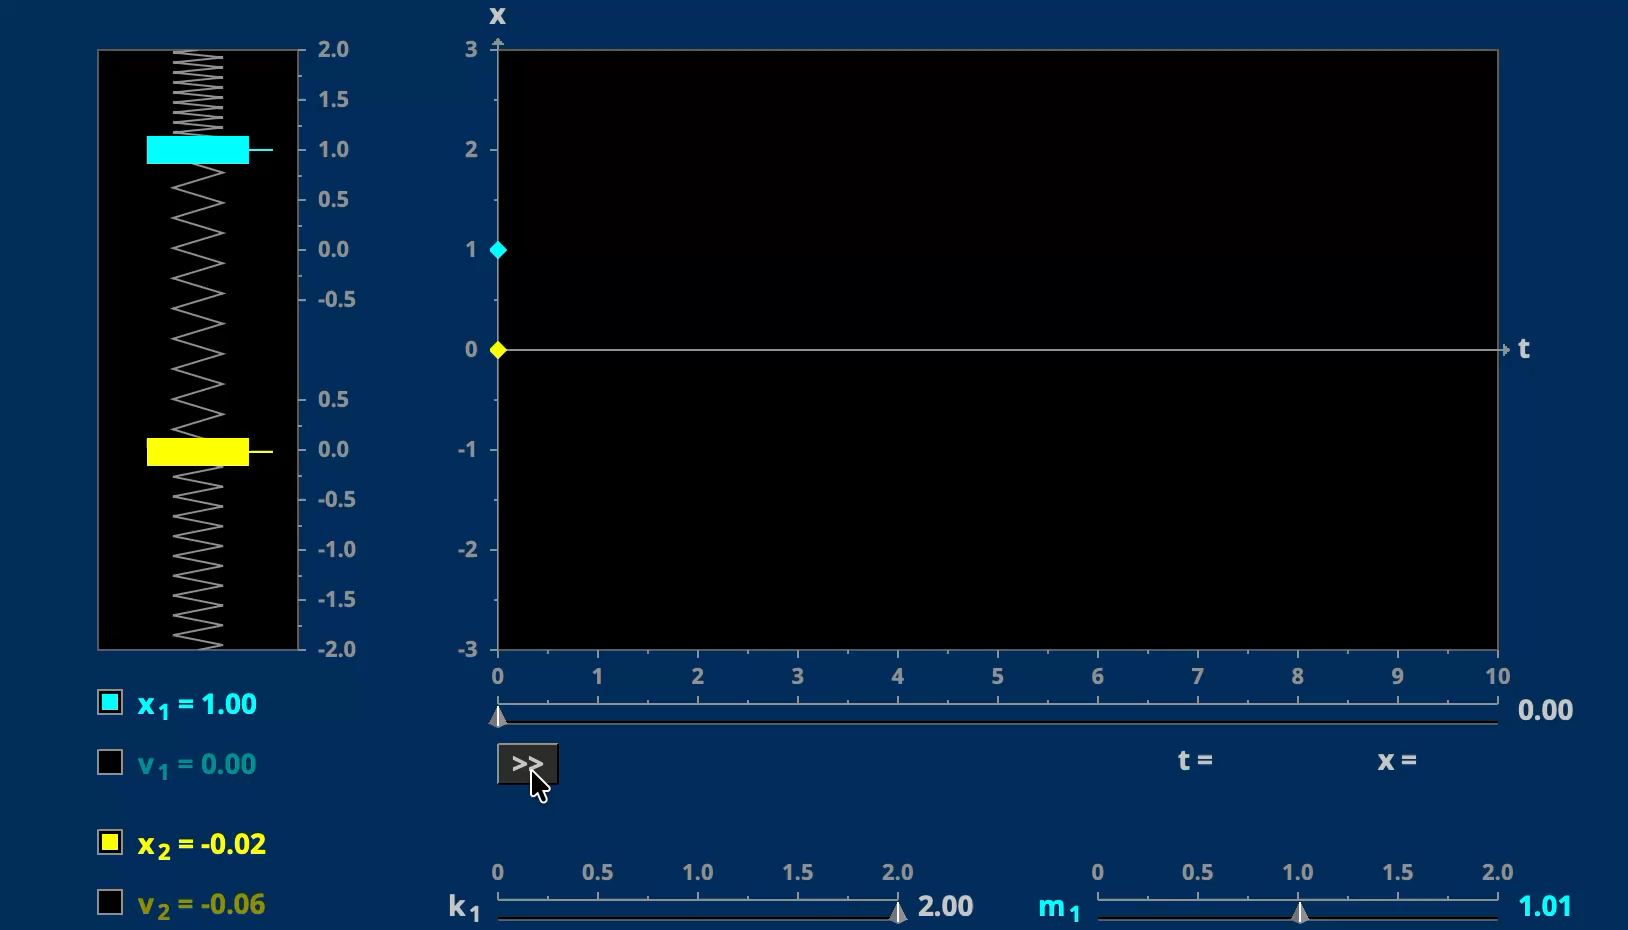 x
2.0
1.5
1.0
0.5
0.0
-0.5
0.5
0.0
-0.5
-1.0
-1.5
-2.0
3
2
1
0
-1
-2
-3
t
0 1 2 3 4 5 6 7 8 9 10
x1 = 1.00
0.00
v1 = 0.00
>>
t =
x =
x2 = -0.02
v2 = -0.06
0 0.5 1.0 1.5 2.0
k1 2.00
0 0.5 1.0 1.5 2.0
m1 1.01